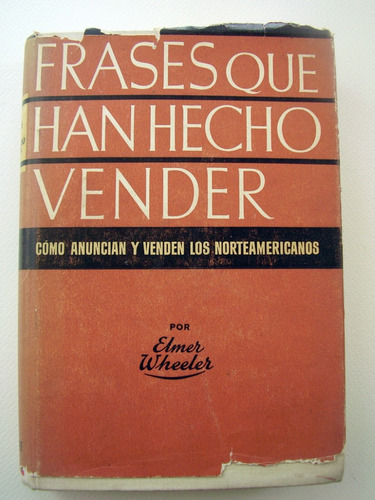 FRASES QUE
HAN HECHO
VENDER
CÓMO ANUNCIAN Y VENDEN LOS NORTEAMERICANOS
POR
Elmer
Wheeler